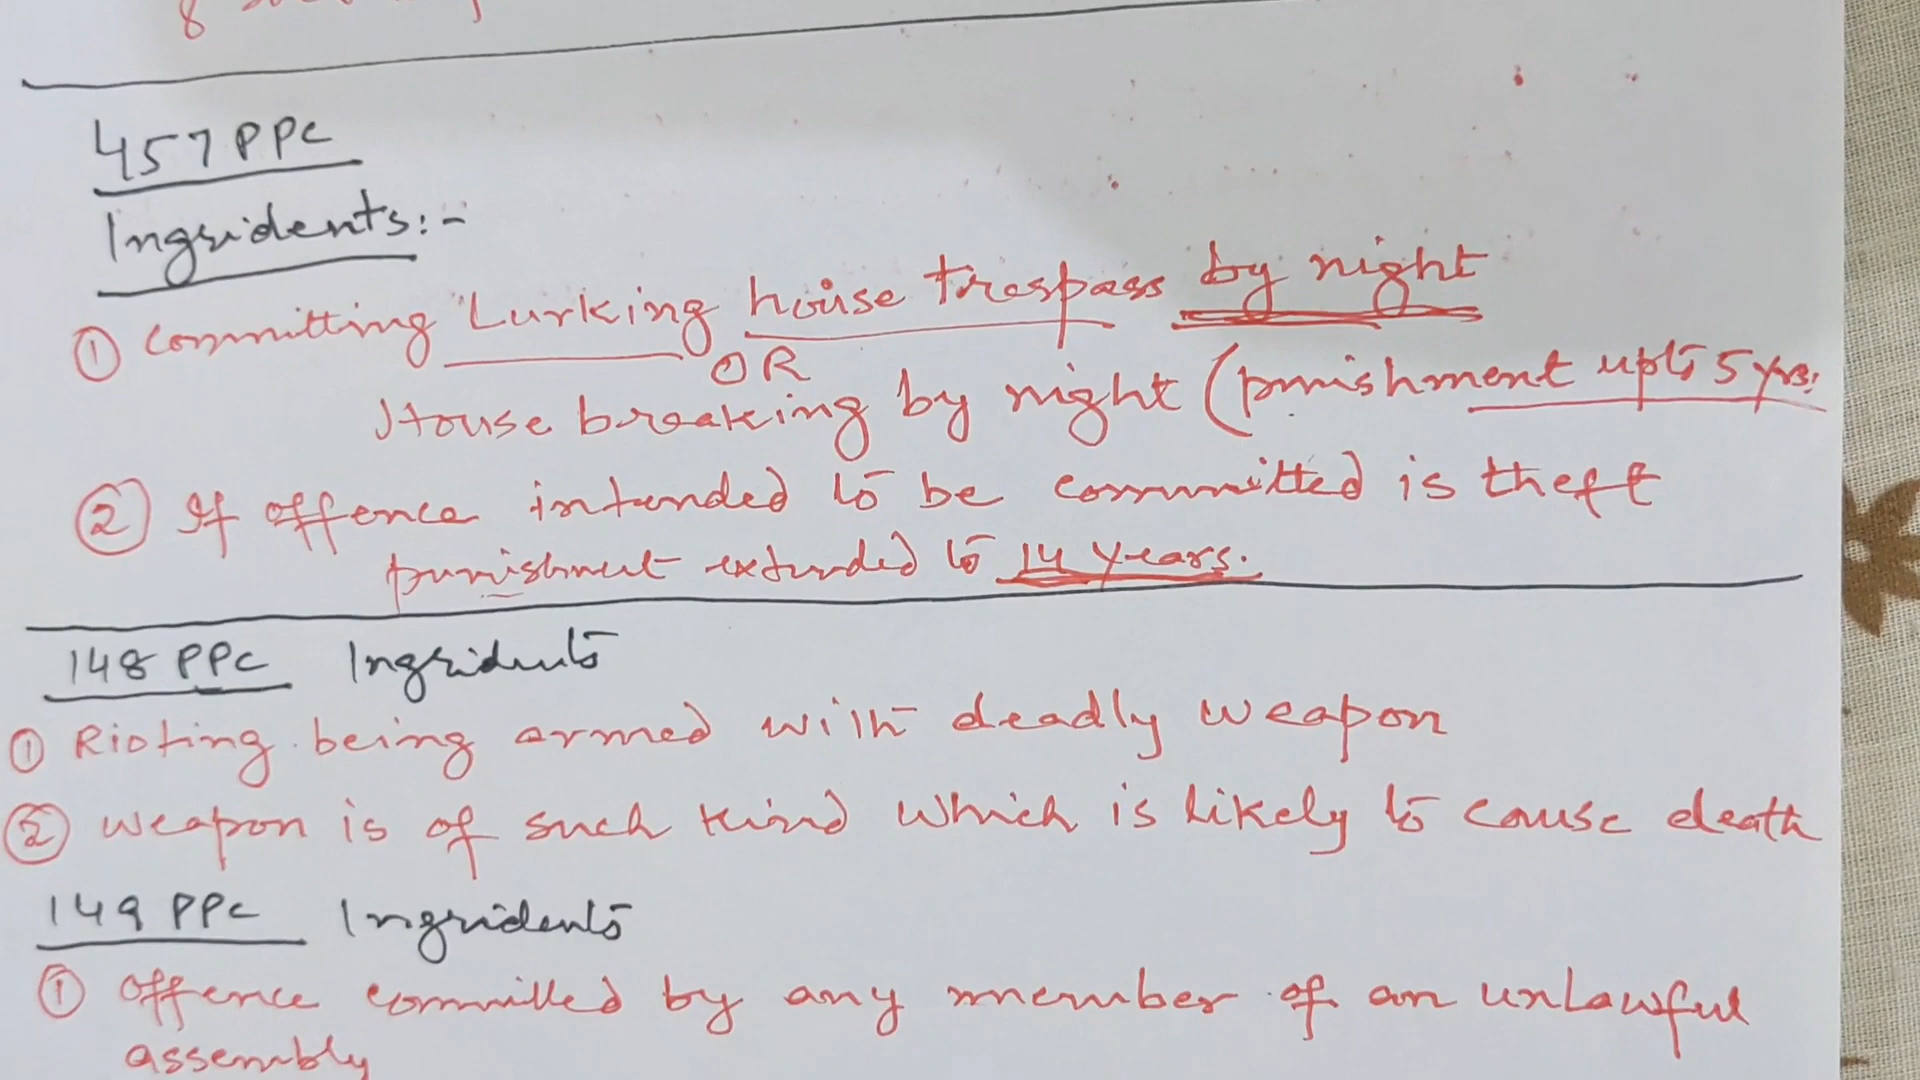 8
457 PPC
Ingridents:-
① Committing Lurking house trespass by night
OR
House breaking by night (punishment upto 5 yrs.
② If offence intended to be committed is theft
punishment extended to 14 years.
148 PPC Ingridents
① Rioting being armed with deadly weapon
② Weapon is of such kind which is likely to cause death
149 PPC Ingridents
① Offence committed by any member of an unlawful
assembly